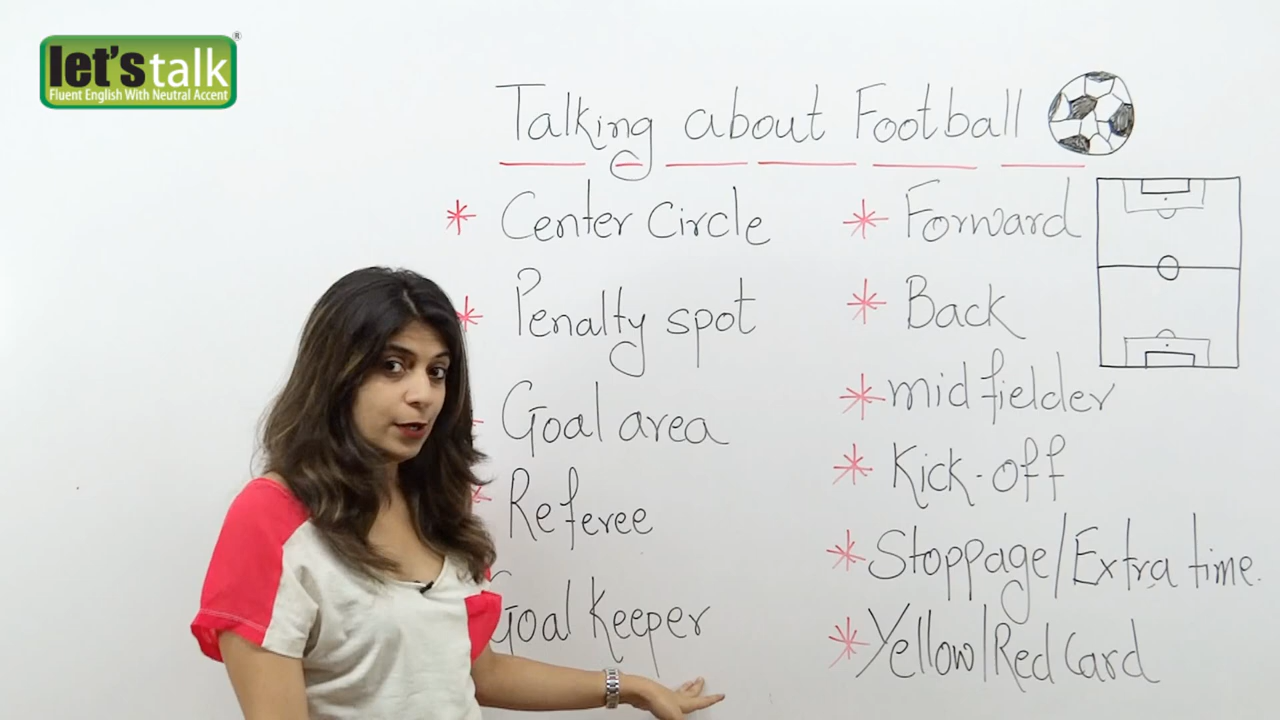 let's talk®
Fluent English With Neutral Accent
Talking about Football
* Center Circle
* Penalty spot
* Goal area
* Referee
Goal Keeper
* Forward
* Back
* midfielder
* Kick-off
* Stoppage/Extra time.
* Yellow/Red Card